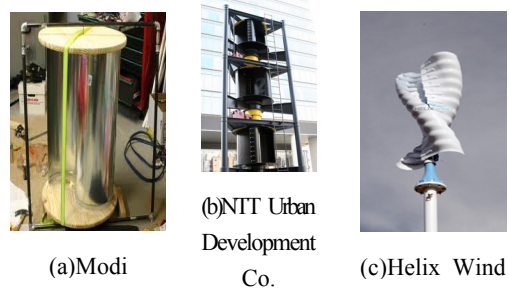 (a)Modi
(b)NTT Urban
Development
Co.
(c)Helix Wind